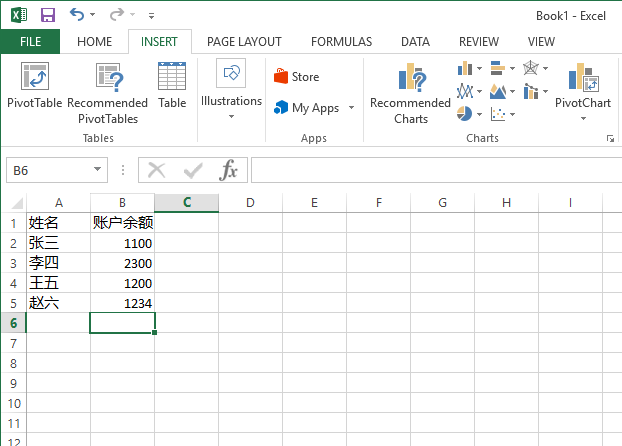 Book1 - Excel
FILE HOME INSERT PAGE LAYOUT FORMULAS DATA REVIEW VIEW
PivotTable Recommended PivotTables Table Illustrations Store My Apps Recommended Charts PivotChart
Tables Apps Charts
B6 fx
A B C D E F G H I
1 姓名 账户余额
2 张三 1100
3 李四 2300
4 王五 1200
5 赵六 1234
6
7
8
9
10
11
12